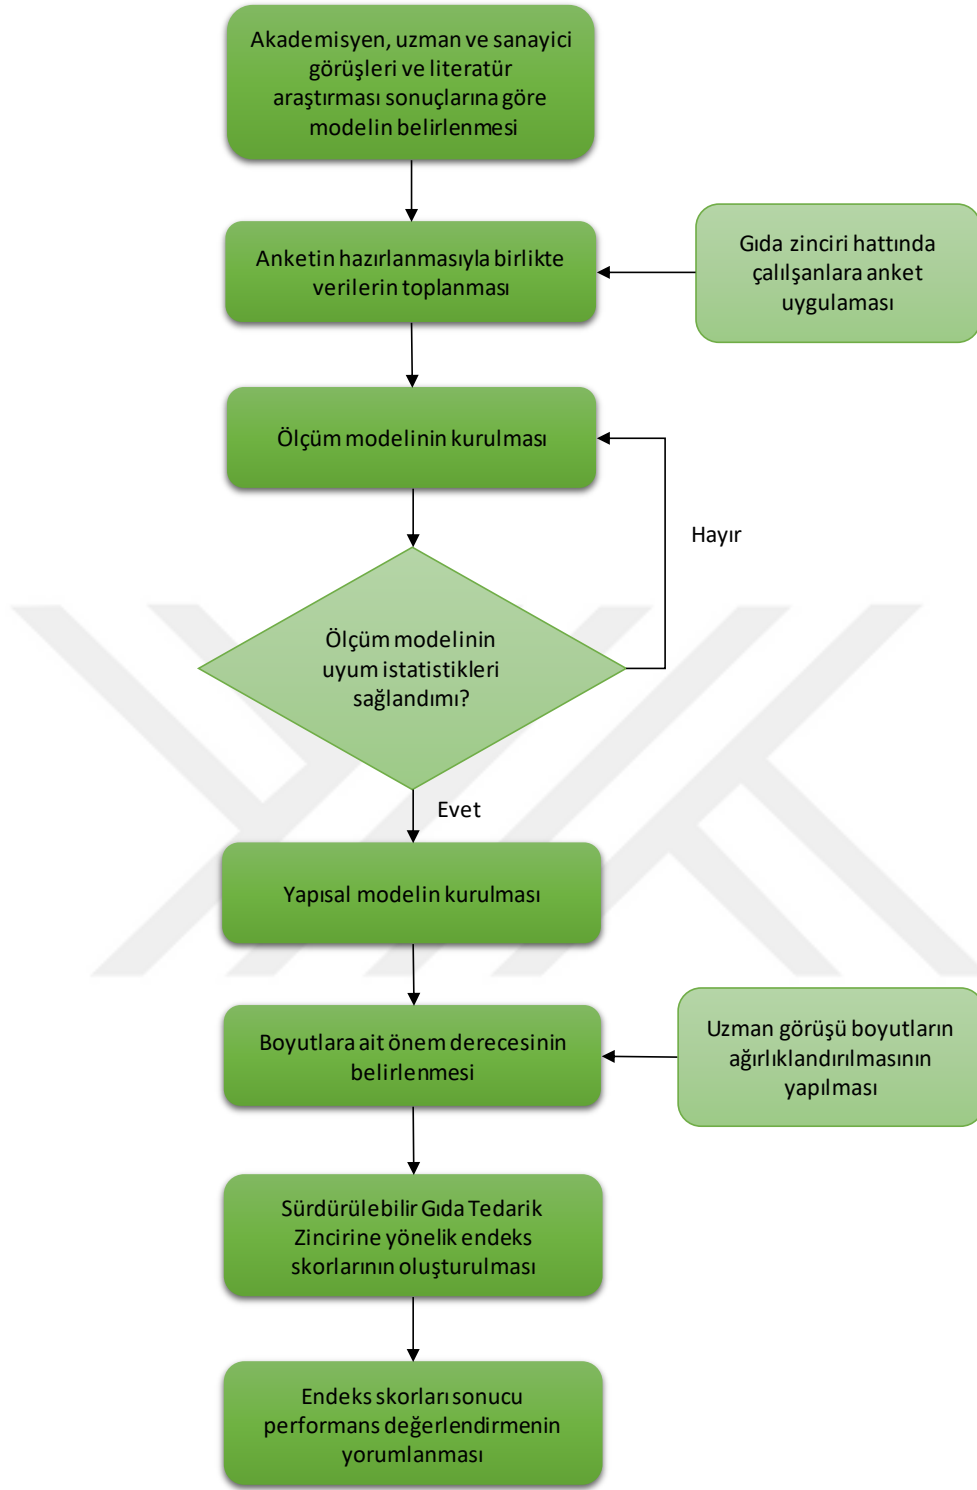 Akademisyen, uzman ve sanayici
görüşleri ve literatür
araştırması sonuçlarına göre
modelin belirlenmesi
Anketin hazırlanmasıyla birlikte
verilerin toplanması
Gıda zinciri hattında
çalılşanlara anket
uygulaması
Ölçüm modelinin kurulması
Hayır
Ölçüm modelinin
uyum istatistikleri
sağlandımı?
Evet
Yapısal modelin kurulması
Boyutlara ait önem derecesinin
belirlenmesi
Uzman görüşü boyutların
ağırlıklandırılmasının
yapılması
Sürdürülebilir Gıda Tedarik
Zincirine yönelik endeks
skorlarının oluşturulması
Endeks skorları sonucu
performans değerlendirmenin
yorumlanması